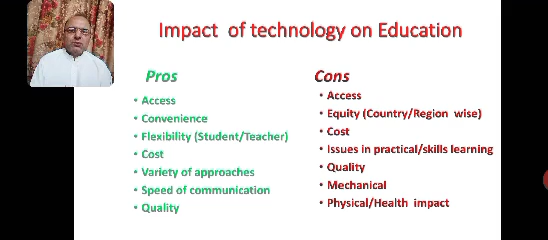 Impact of technology on Education
Pros
• Access
• Convenience
• Flexibility (Student/Teacher)
• Cost
• Variety of approaches
• Speed of communication
• Quality
Cons
• Access
• Equity (Country/Region wise)
• Cost
• Issues in practical/skills learning
• Quality
• Mechanical
• Physical/Health impact